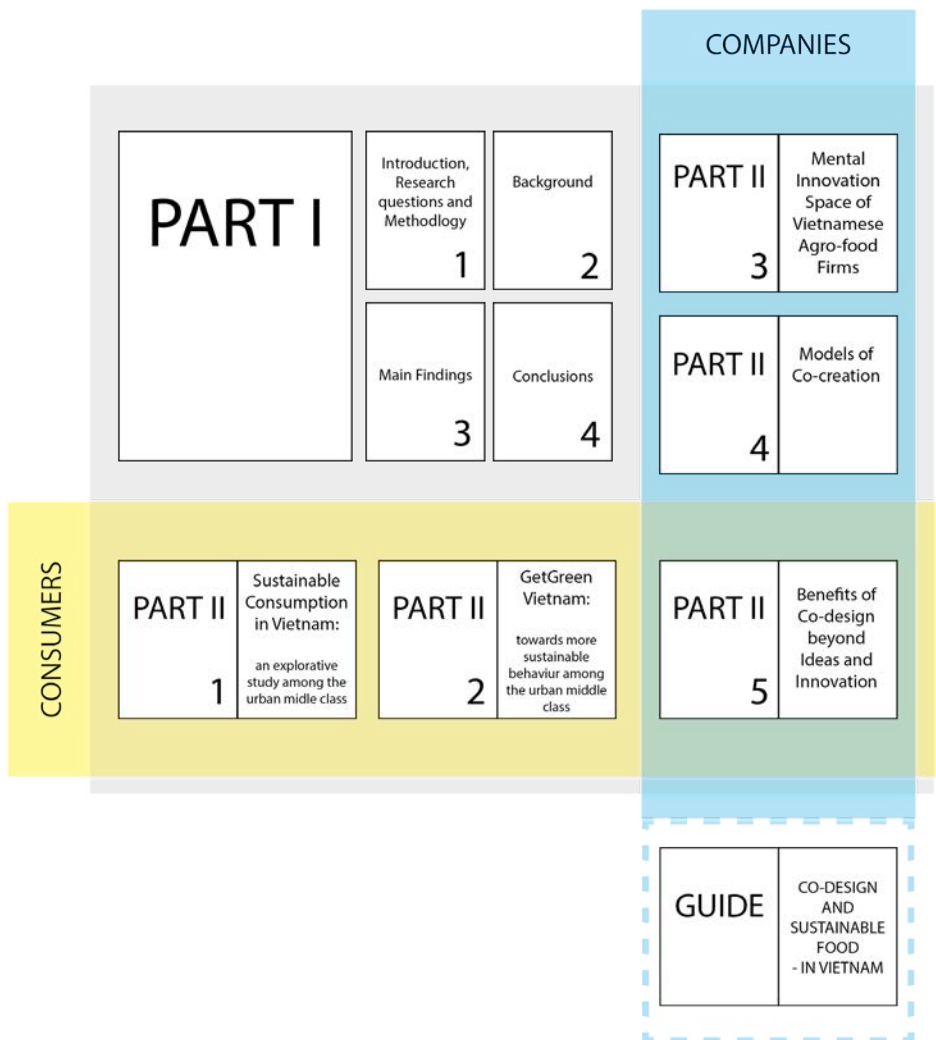 COMPANIES
PART I
Introduction,
Research
questions and
Methodlogy
1
Background
2
Main Findings
3
Conclusions
4
PART II
3
Mental
Innovation
Space of
Vietnamese
Agro-food
Firms
PART II
4
Models of
Co-creation
CONSUMERS
PART II
1
Sustainable
Consumption
in Vietnam:
an explorative
study among the
urban midle class
PART II
2
GetGreen
Vietnam:
towards more
sustainable
behaviur among
the urban middle
class
PART II
5
Benefits of
Co-design
beyond
Ideas and
Innovation
GUIDE
CO-DESIGN
AND
SUSTAINABLE
FOOD
- IN VIETNAM